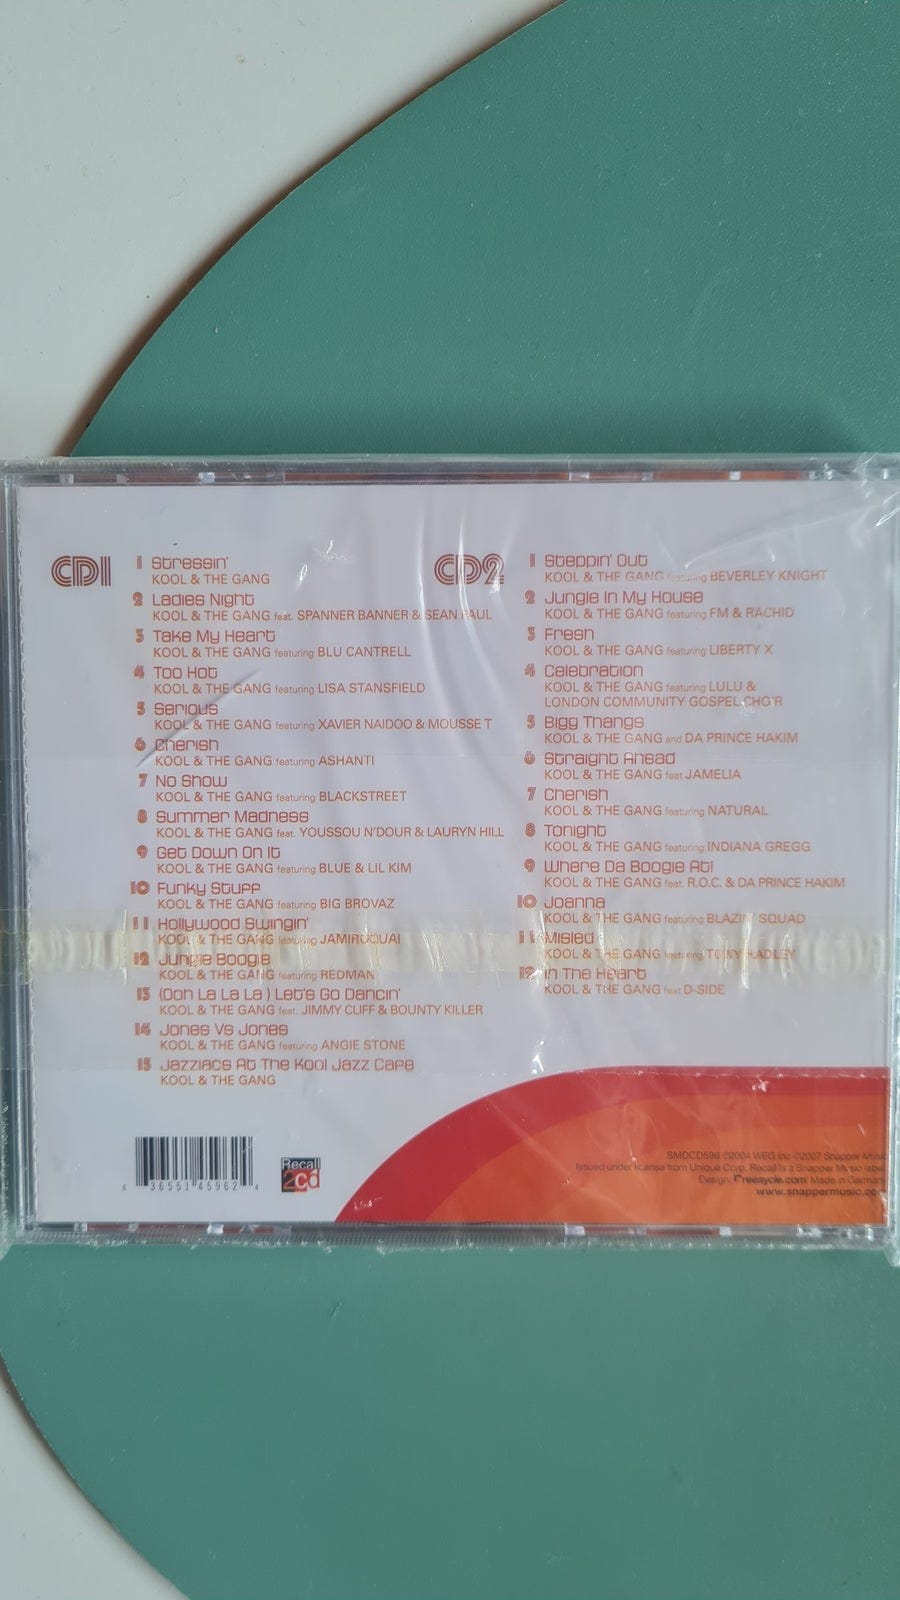 CD1
1 Stressin'
KOOL & THE GANG
2 Ladies Night
KOOL & THE GANG feat. SPANNER BANNER & SEAN PAUL
3 Take My Heart
KOOL & THE GANG featuring BLU CANTRELL
4 Too Hot
KOOL & THE GANG featuring LISA STANSFIELD
5 Serious
KOOL & THE GANG featuring XAVIER NAIDOO & MOUSSE T
6 Cherish
KOOL & THE GANG featuring ASHANTI
7 No Show
KOOL & THE GANG featuring BLACKSTREET
8 Summer Madness
KOOL & THE GANG feat. YOUSSOU N'DOUR & LAURYN HILL
9 Get Down On It
KOOL & THE GANG featuring BLUE & LIL KIM
10 Funky Stuff
KOOL & THE GANG featuring BIG BROVAZ
11 Hollywood Swingin'
KOOL & THE GANG featuring JAMIROQUAI
12 Jungle Boogie
KOOL & THE GANG featuring REDMAN
13 (Ooh La La La) Let's Go Dancin'
KOOL & THE GANG feat. JIMMY CLIFF & BOUNTY KILLER
14 Jones Vs Jones
KOOL & THE GANG featuring ANGIE STONE
15 Jazziacs At The Kool Jazz Cafe
KOOL & THE GANG
CD2
1 Steppin' Out
KOOL & THE GANG featuring BEVERLEY KNIGHT
2 Jungle In My House
KOOL & THE GANG featuring FM & RACHID
3 Fresh
KOOL & THE GANG featuring LIBERTY X
4 Celebration
KOOL & THE GANG featuring LULU &
LONDON COMMUNITY GOSPEL CHOIR
5 Bigg Thangs
KOOL & THE GANG and DA PRINCE HAKIM
6 Straight Ahead
KOOL & THE GANG feat JAMELIA
7 Cherish
KOOL & THE GANG featuring NATURAL
8 Tonight
KOOL & THE GANG featuring INDIANA GREGG
9 Where Da Boogie At!
KOOL & THE GANG feat. R.O.C. & DA PRINCE HAKIM
10 Joanna
KOOL & THE GANG featuring BLAZIN' SQUAD
11 Misled
KOOL & THE GANG featuring TONY HADLEY
12 In The Heart
KOOL & THE GANG feat D-SIDE
6 36551 45962 4
Recall
2cd
SMDCD596 ℗2004 WEG Inc ©2007 Snapper Music
Issued under license from Unique Corp. Recall is a Snapper Music label
Design: freesycle.com Made in German
www.snappermusic.com